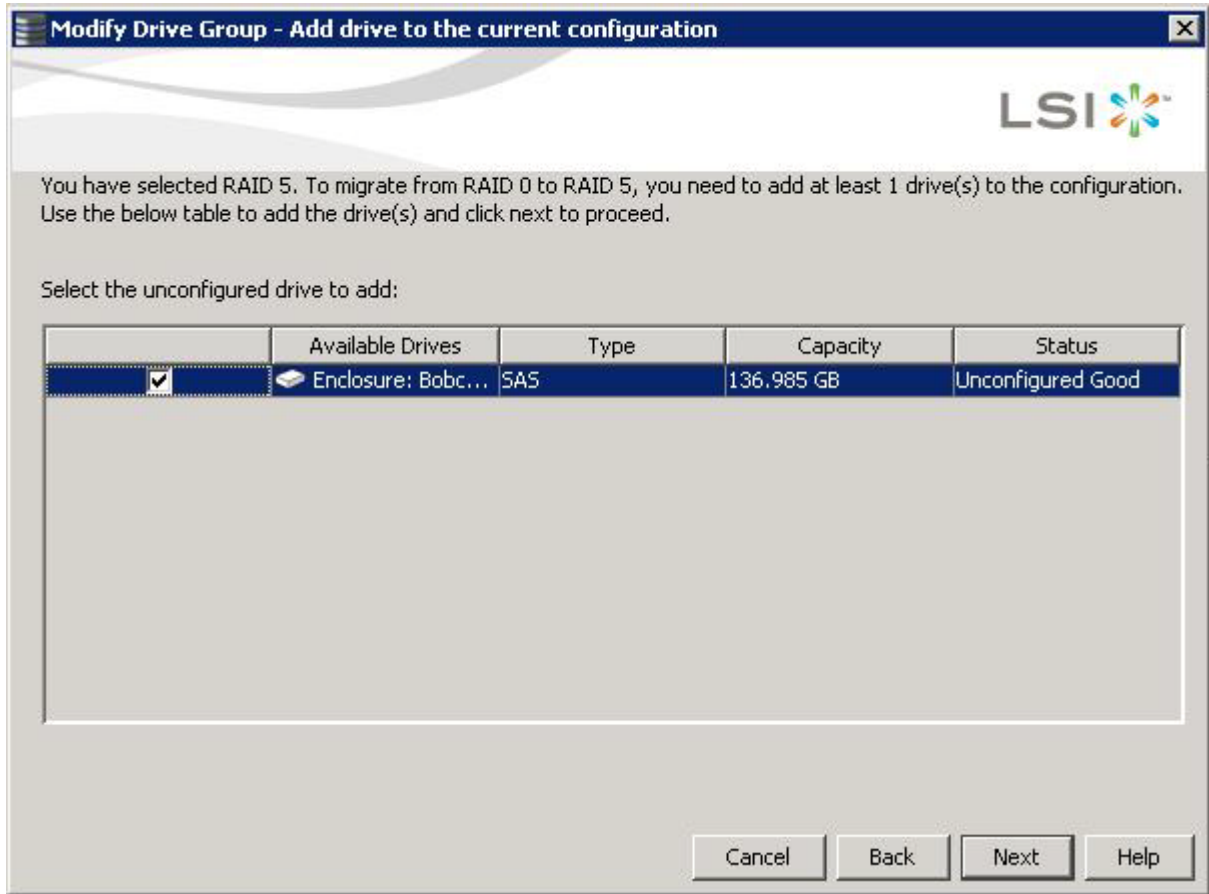 Modify Drive Group - Add drive to the current configuration
LSI
You have selected RAID 5. To migrate from RAID 0 to RAID 5, you need to add at least 1 drive(s) to the configuration.
Use the below table to add the drive(s) and click next to proceed.
Select the unconfigured drive to add:
Available Drives Type Capacity Status
Enclosure: Bobc... SAS 136.985 GB Unconfigured Good
Cancel Back Next Help